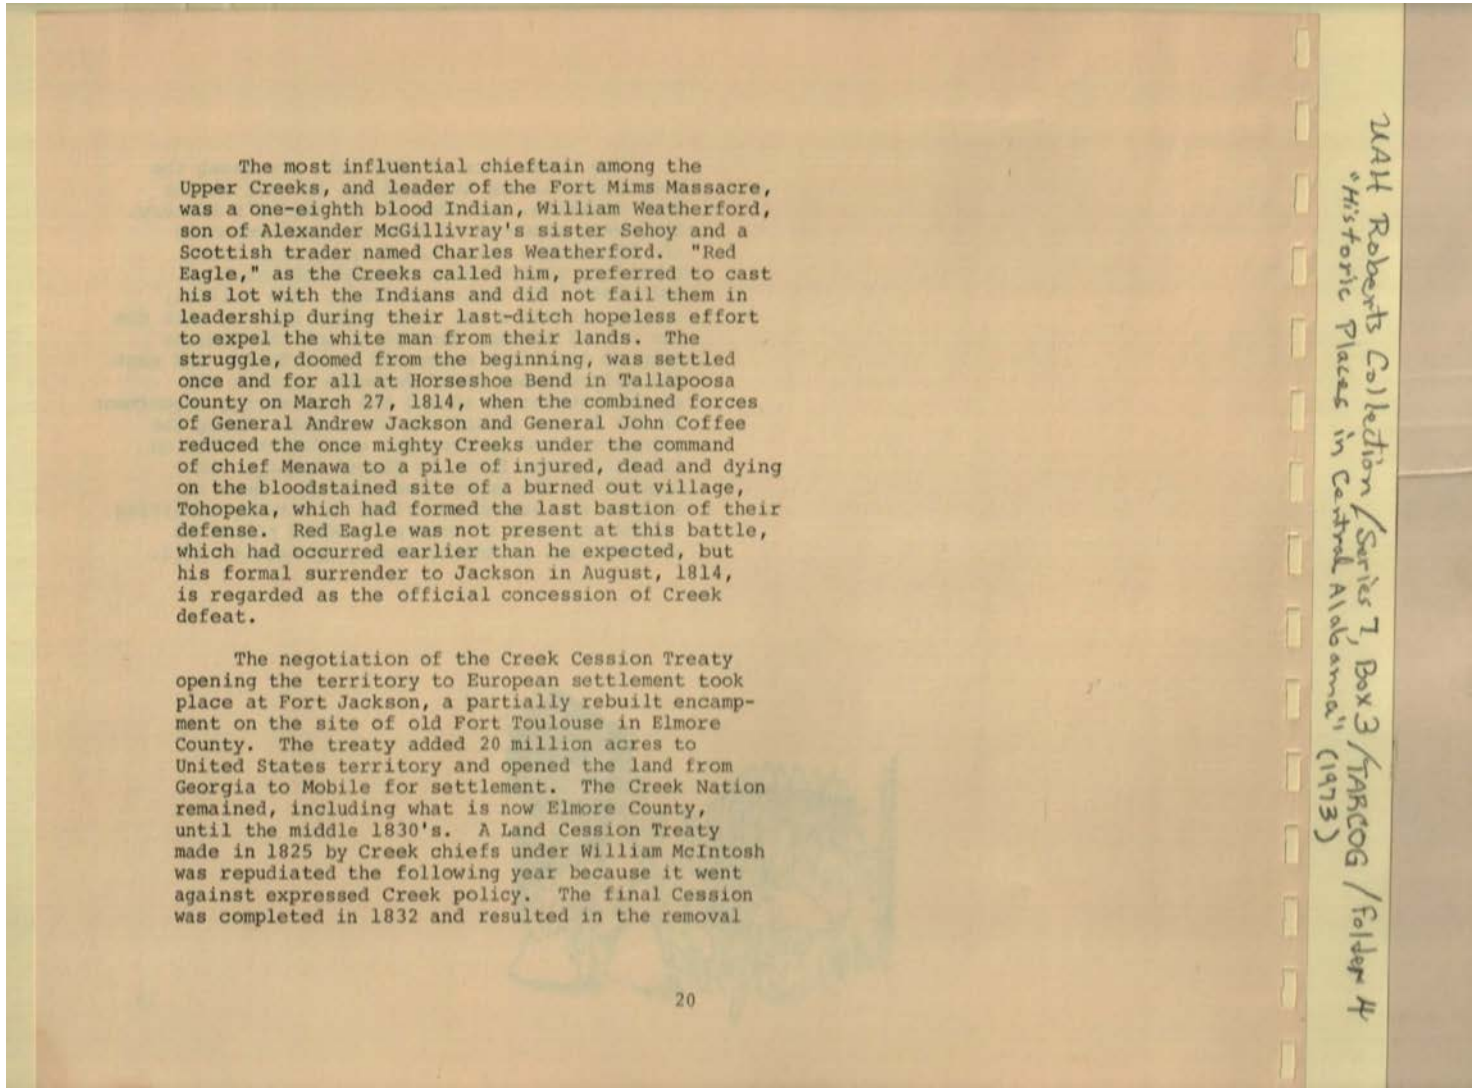 The most influential chieftain among the
Upper Creeks, and leader of the Fort Mims Massacre,
was a one-eighth blood Indian, William Weatherford,
son of Alexander McGillivray's sister Sehoy and a
Scottish trader named Charles Weatherford. "Red
Eagle," as the Creeks called him, preferred to cast
his lot with the Indians and did not fail them in
leadership during their last-ditch hopeless effort
to expel the white man from their lands. The
struggle, doomed from the beginning, was settled
once and for all at Horseshoe Bend in Tallapoosa
County on March 27, 1814, when the combined forces
of General Andrew Jackson and General John Coffee
reduced the once mighty Creeks under the command
of chief Menawa to a pile of injured, dead and dying
on the bloodstained site of a burned out village,
Tohopeka, which had formed the last bastion of their
defense. Red Eagle was not present at this battle,
which had occurred earlier than he expected, but
his formal surrender to Jackson in August, 1814,
is regarded as the official concession of Creek
defeat.
The negotiation of the Creek Cession Treaty
opening the territory to European settlement took
place at Fort Jackson, a partially rebuilt encamp-
ment on the site of old Fort Toulouse in Elmore
County. The treaty added 20 million acres to
United States territory and opened the land from
Georgia to Mobile for settlement. The Creek Nation
remained, including what is now Elmore County,
until the middle 1830's. A Land Cession Treaty
made in 1825 by Creek chiefs under William McIntosh
was repudiated the following year because it went
against expressed Creek policy. The final Cession
was completed in 1832 and resulted in the removal
20
UAH Roberts Collection/Series 7, Box 3/TARCOG/Folder 4
"Historic Places in Central Alabama" (1973)